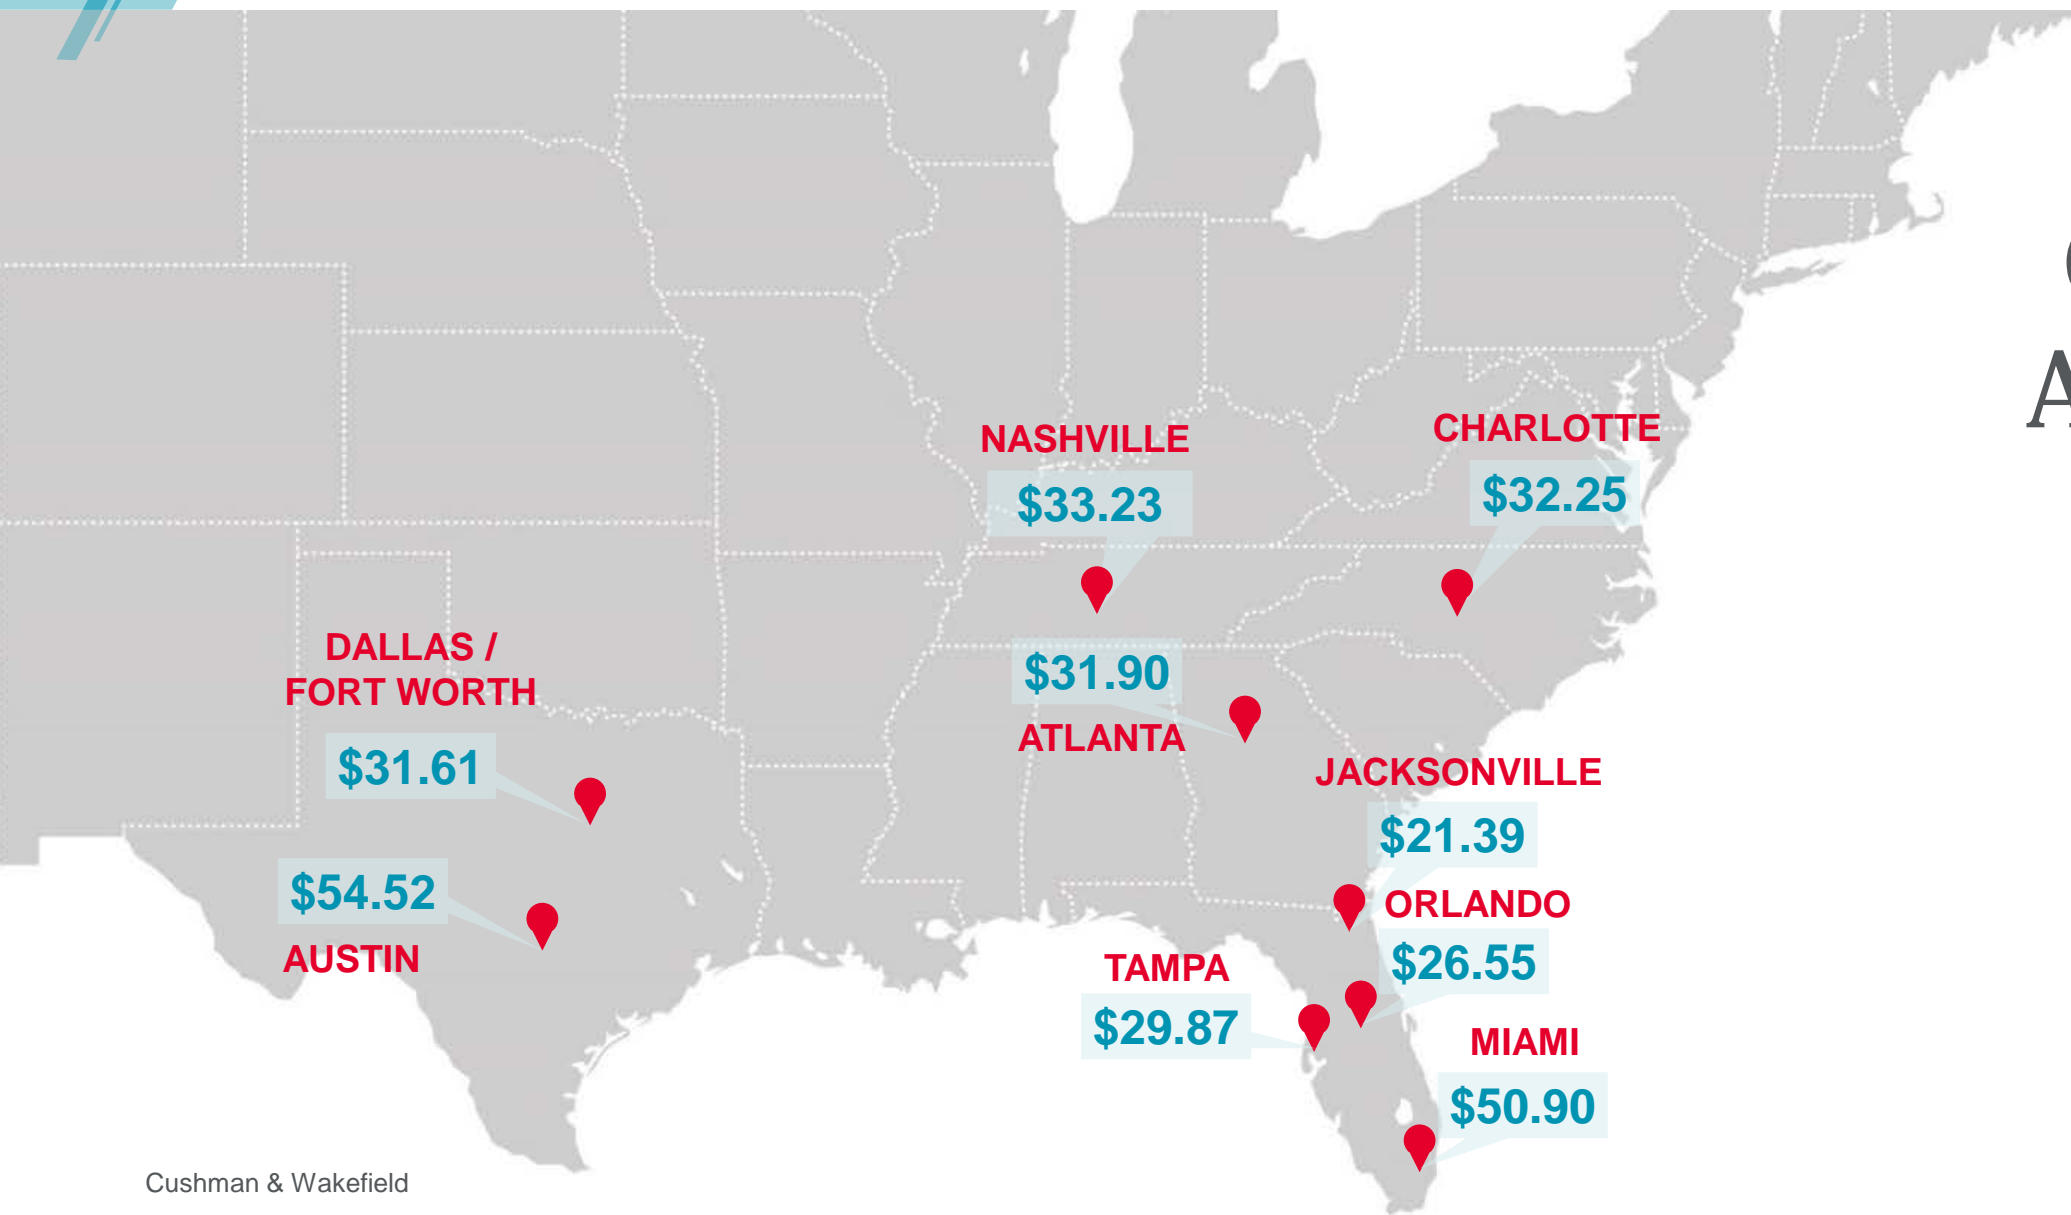 NASHVILLE
$33.23
CHARLOTTE
$32.25
DALLAS /
FORT WORTH
$31.61
$31.90
ATLANTA
JACKSONVILLE
$21.39
$54.52
AUSTIN
ORLANDO
$26.55
TAMPA
$29.87
MIAMI
$50.90
Cushman & Wakefield